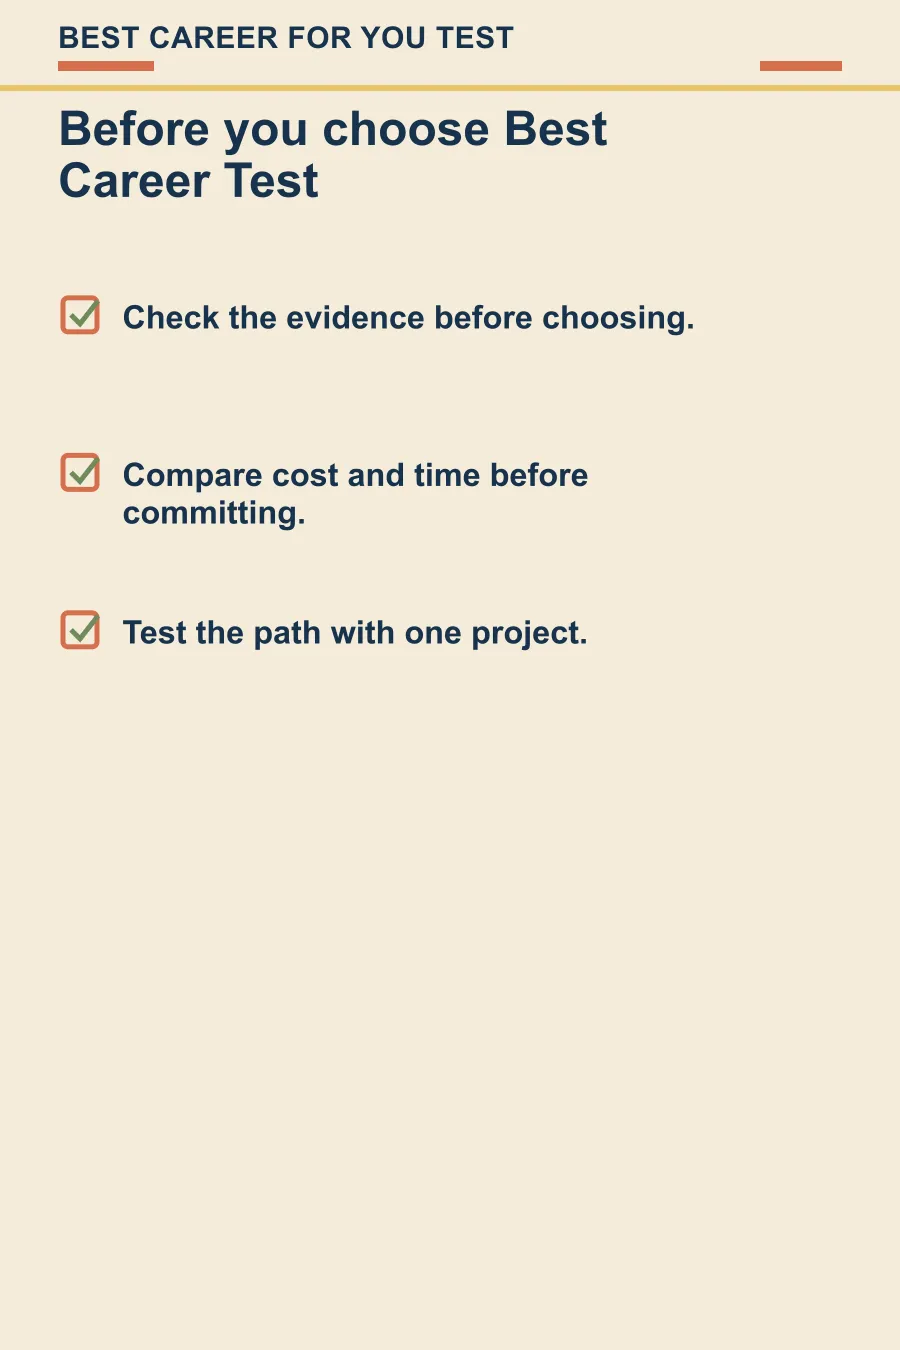 BEST CAREER FOR YOU TEST
Before you choose Best
Career Test
Check the evidence before choosing.
Compare cost and time before
committing.
Test the path with one project.